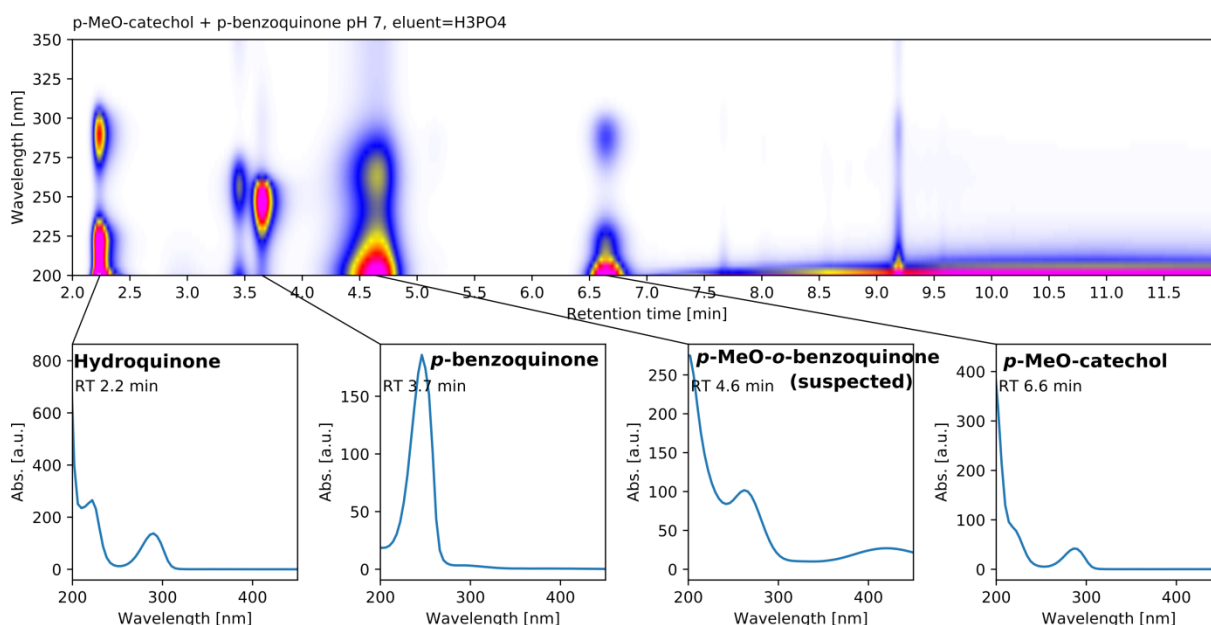 p-MeO-catechol + p-benzoquinone pH 7, eluent=H3PO4
350
325
300
275
250
225
200
Wavelength [nm]
2.0 2.5 3.0 3.5 4.0 4.5 5.0 5.5 6.0 6.5 7.0 7.5 8.0 8.5 9.0 9.5 10.0 10.5 11.0 11.5
Retention time [min]
Hydroquinone
RT 2.2 min
800
600
400
200
0
Abs. [a.u.]
200 300 400
Wavelength [nm]
p-benzoquinone
RT 3.7 min
150
100
50
0
Abs. [a.u.]
200 300 400
Wavelength [nm]
p-MeO-o-benzoquinone
(suspected)
RT 4.6 min
250
200
150
100
50
0
Abs. [a.u.]
200 300 400
Wavelength [nm]
p-MeO-catechol
RT 6.6 min
400
300
200
100
0
Abs. [a.u.]
200 300 400
Wavelength [nm]